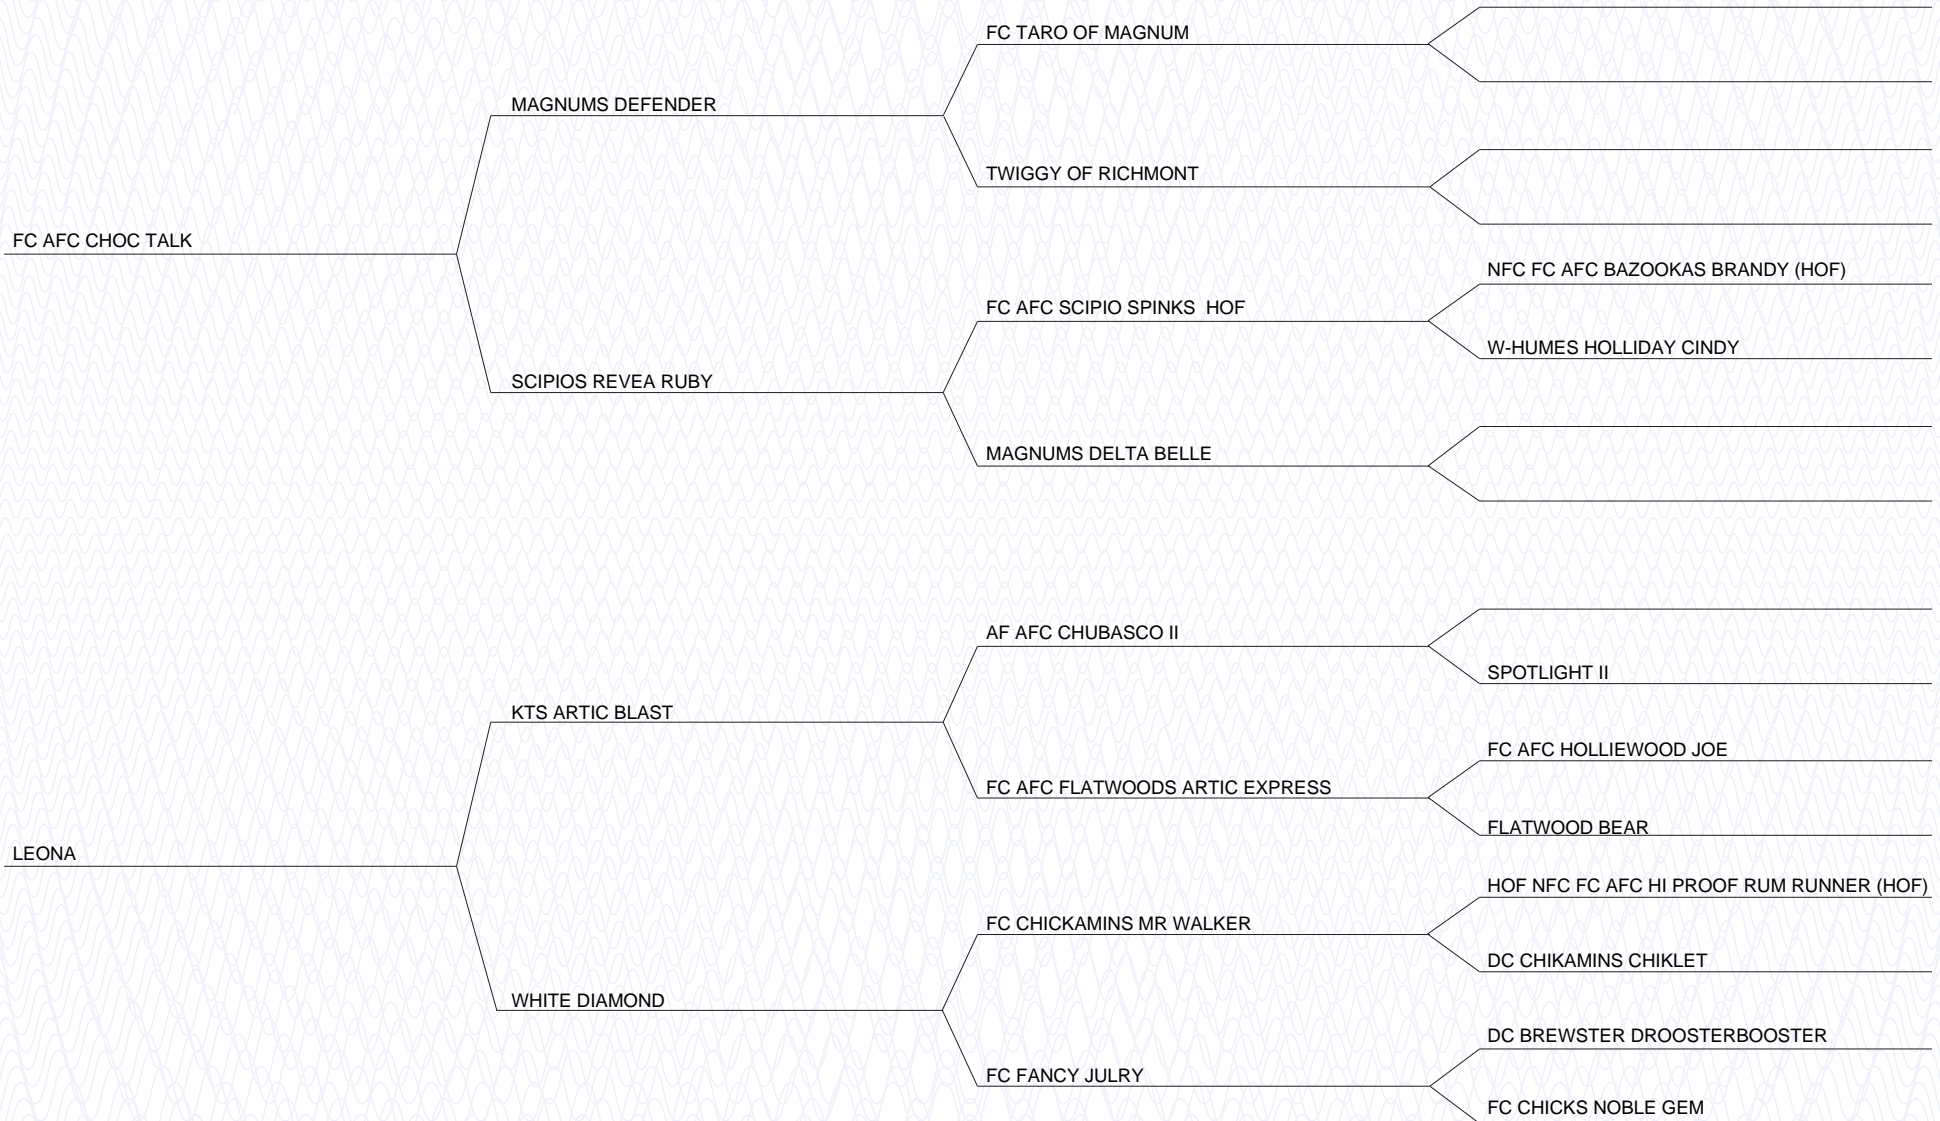 FC TARO OF MAGNUM
MAGNUMS DEFENDER
TWIGGY OF RICHMONT
FC AFC CHOC TALK
NFC FC AFC BAZOOKAS BRANDY (HOF)
FC AFC SCIPIO SPINKS  HOF
W-HUMES HOLLIDAY CINDY
SCIPIOS REVEA RUBY
MAGNUMS DELTA BELLE
AF AFC CHUBASCO II
SPOTLIGHT II
KTS ARTIC BLAST
FC AFC HOLLIEWOOD JOE
FC AFC FLATWOODS ARTIC EXPRESS
FLATWOOD BEAR
LEONA
HOF NFC FC AFC HI PROOF RUM RUNNER (HOF)
FC CHICKAMINS MR WALKER
DC CHIKAMINS CHIKLET
WHITE DIAMOND
DC BREWSTER DROOSTERBOOSTER
FC FANCY JULRY
FC CHICKS NOBLE GEM